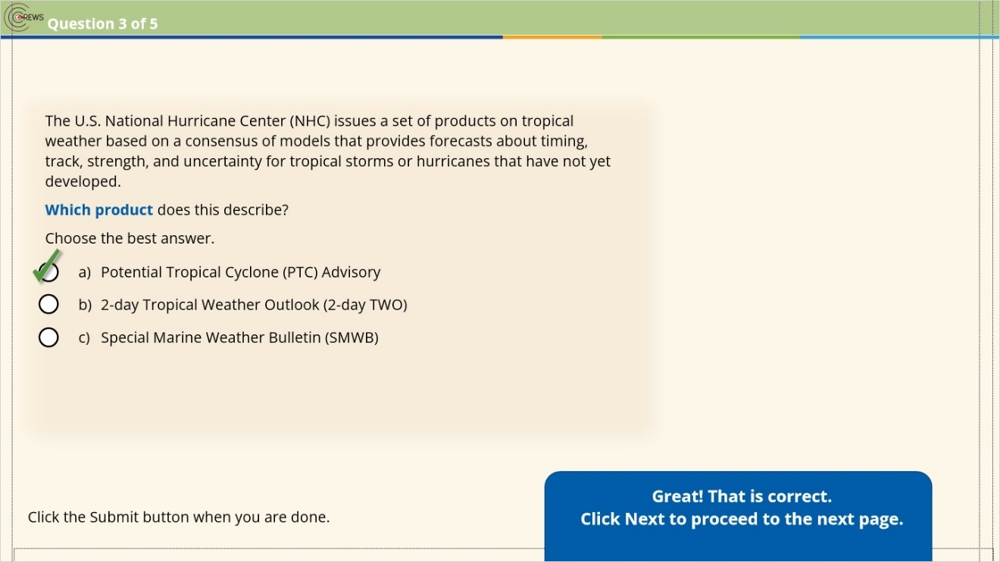 CREWS
Question 3 of 5
The U.S. National Hurricane Center (NHC) issues a set of products on tropical
weather based on a consensus of models that provides forecasts about timing,
track, strength, and uncertainty for tropical storms or hurricanes that have not yet
developed.
Which product does this describe?
Choose the best answer.
a) Potential Tropical Cyclone (PTC) Advisory
b) 2-day Tropical Weather Outlook (2-day TWO)
c) Special Marine Weather Bulletin (SMWB)
Click the Submit button when you are done.
Great! That is correct.
Click Next to proceed to the next page.